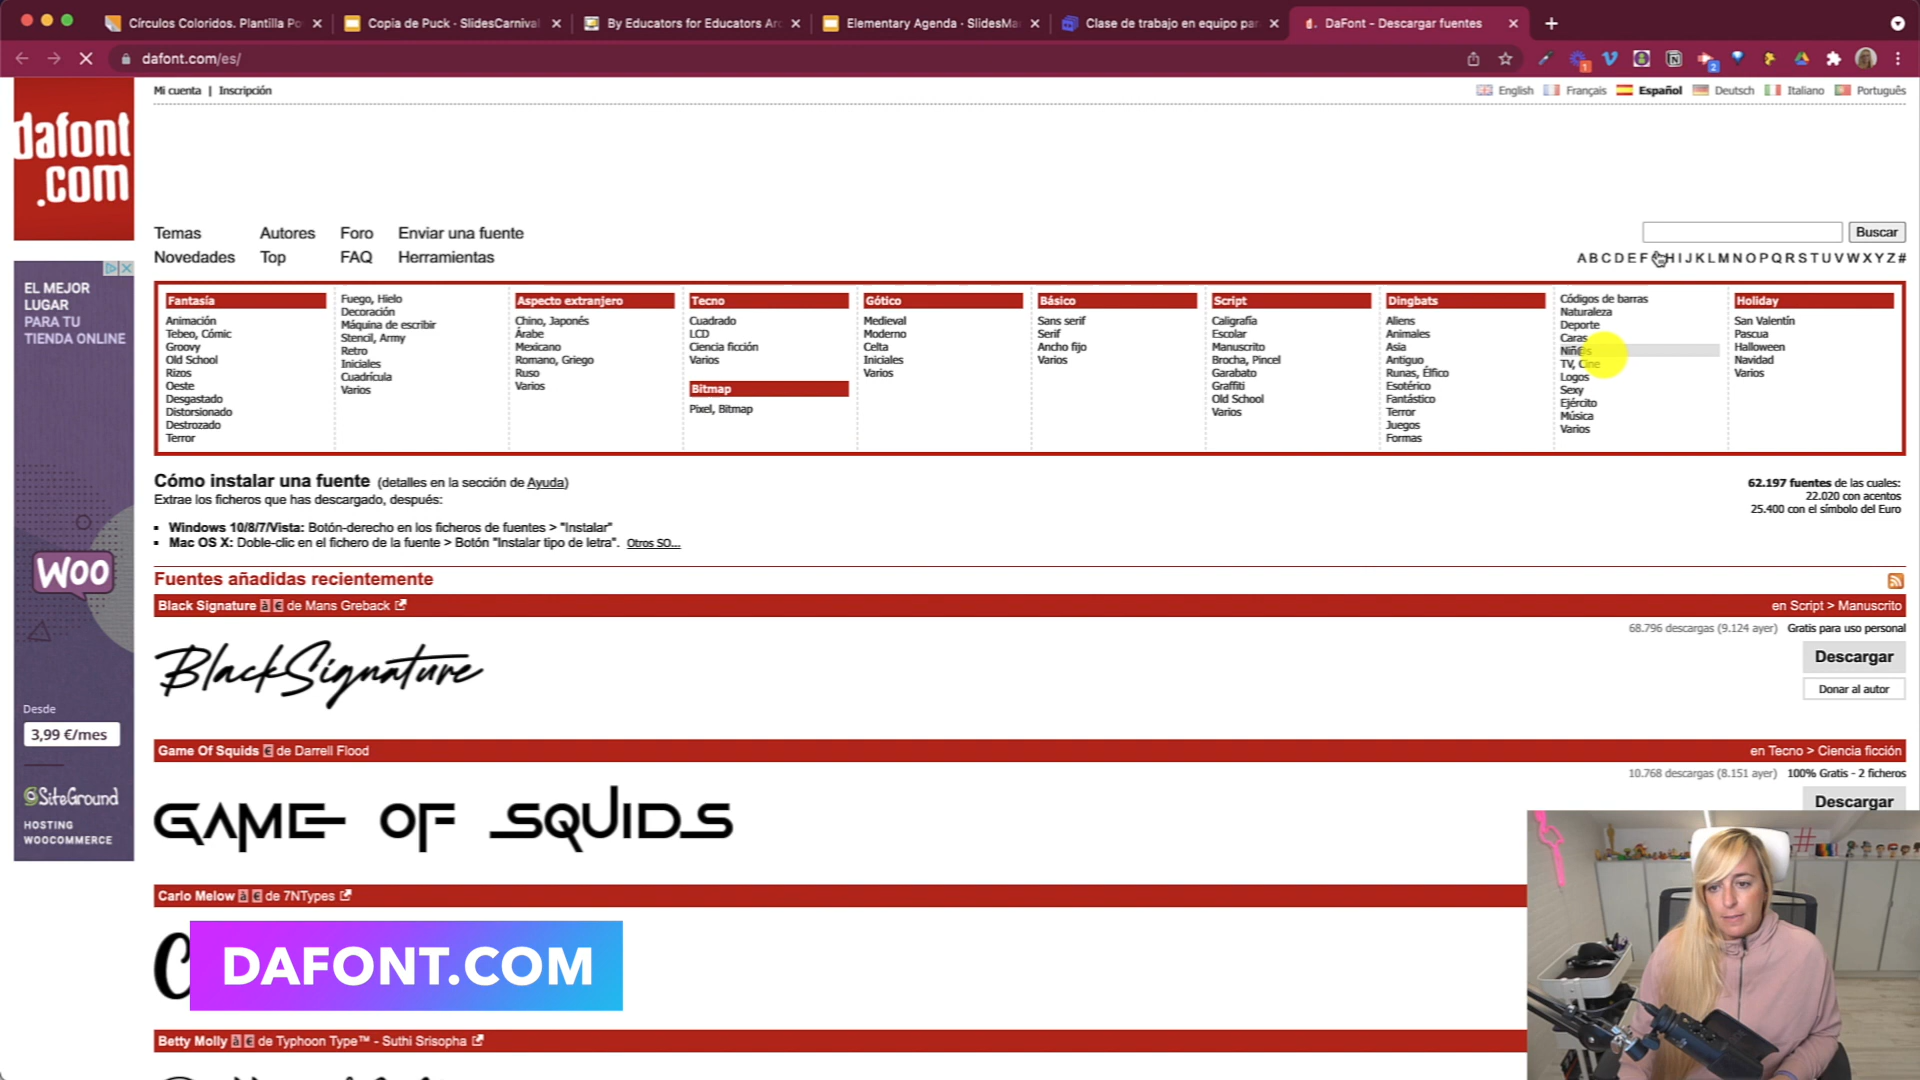 Círculos Coloridos. Plantilla Po
Copia de Puck · SlidesCarnival
By Educators for Educators Arc
Elementary Agenda · SlidesMa
Clase de trabajo en equipo par
DaFont - Descargar fuentes
dafont.com/es/
1
2
Mi cuenta | Inscripción
English Français Español Deutsch Italiano Português
dafont
.com
Temas Autores Foro Enviar una fuente
Novedades Top FAQ Herramientas
Buscar
A B C D E F H I J K L M N O P Q R S T U V W X Y Z #
Fantasía
Animación
Tebeo, Cómic
Groovy
Old School
Rizos
Oeste
Desgastado
Distorsionado
Destrozado
Terror
Fuego, Hielo
Decoración
Máquina de escribir
Stencil, Army
Retro
Iniciales
Cuadrícula
Varios
Aspecto extranjero
Chino, Japonés
Árabe
Mexicano
Romano, Griego
Ruso
Varios
Tecno
Cuadrado
LCD
Ciencia ficción
Varios
Bitmap
Pixel, Bitmap
Gótico
Medieval
Moderno
Celta
Iniciales
Varios
Básico
Sans serif
Serif
Ancho fijo
Varios
Script
Caligrafía
Escolar
Manuscrito
Brocha, Pincel
Garabato
Graffiti
Old School
Varios
Dingbats
Aliens
Animales
Asia
Antiguo
Runas, Élfico
Esotérico
Fantástico
Terror
Juegos
Formas
Códigos de barras
Naturaleza
Deporte
Caras
Niñ@s
TV, Cine
Logos
Sexy
Ejército
Música
Varios
Holiday
San Valentín
Pascua
Halloween
Navidad
Varios
EL MEJOR
LUGAR
PARA TU
TIENDA ONLINE
WOO
Desde
3,99 €/mes
SiteGround
HOSTING
WOOCOMMERCE
Cómo instalar una fuente (detalles en la sección de Ayuda)
Extrae los ficheros que has descargado, después:
Windows 10/8/7/Vista: Botón-derecho en los ficheros de fuentes > "Instalar"
Mac OS X: Doble-clic en el fichero de la fuente > Botón "Instalar tipo de letra". Otros SO...
62.197 fuentes de las cuales:
22.020 con acentos
25.400 con el símbolo del Euro
Fuentes añadidas recientemente
Black Signature à € de Mans Greback
en Script > Manuscrito
68.796 descargas (9.124 ayer) Gratis para uso personal
BlackSignature
Descargar
Donar al autor
Game Of Squids € de Darrell Flood
en Tecno > Ciencia ficción
10.768 descargas (8.151 ayer) 100% Gratis - 2 ficheros
GAME OF SQUIDS
Descargar
Carlo Melow à € de 7NTypes
C
DAFONT.COM
Betty Molly à € de Typhoon Type™ - Suthi Srisopha